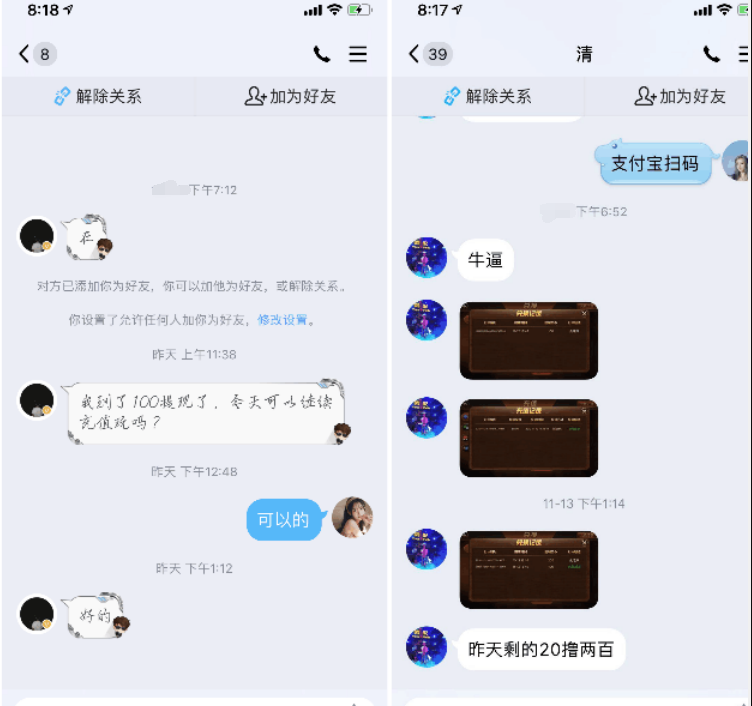 8:18
8
解除关系
加为好友
下午7:12
在
对方已添加你为好友，你可以加他为好友，或解除关系。
你设置了允许任何人加你为好友，修改设置。
昨天 上午11:38
我到了100提现了，冬天可以继续
充值玩吗？
昨天 下午12:48
可以的
昨天 下午1:12
好的
8:17
39
清
解除关系
加为好友
支付宝扫码
下午6:52
牛逼
11-13 下午1:14
昨天剩的20撸两百